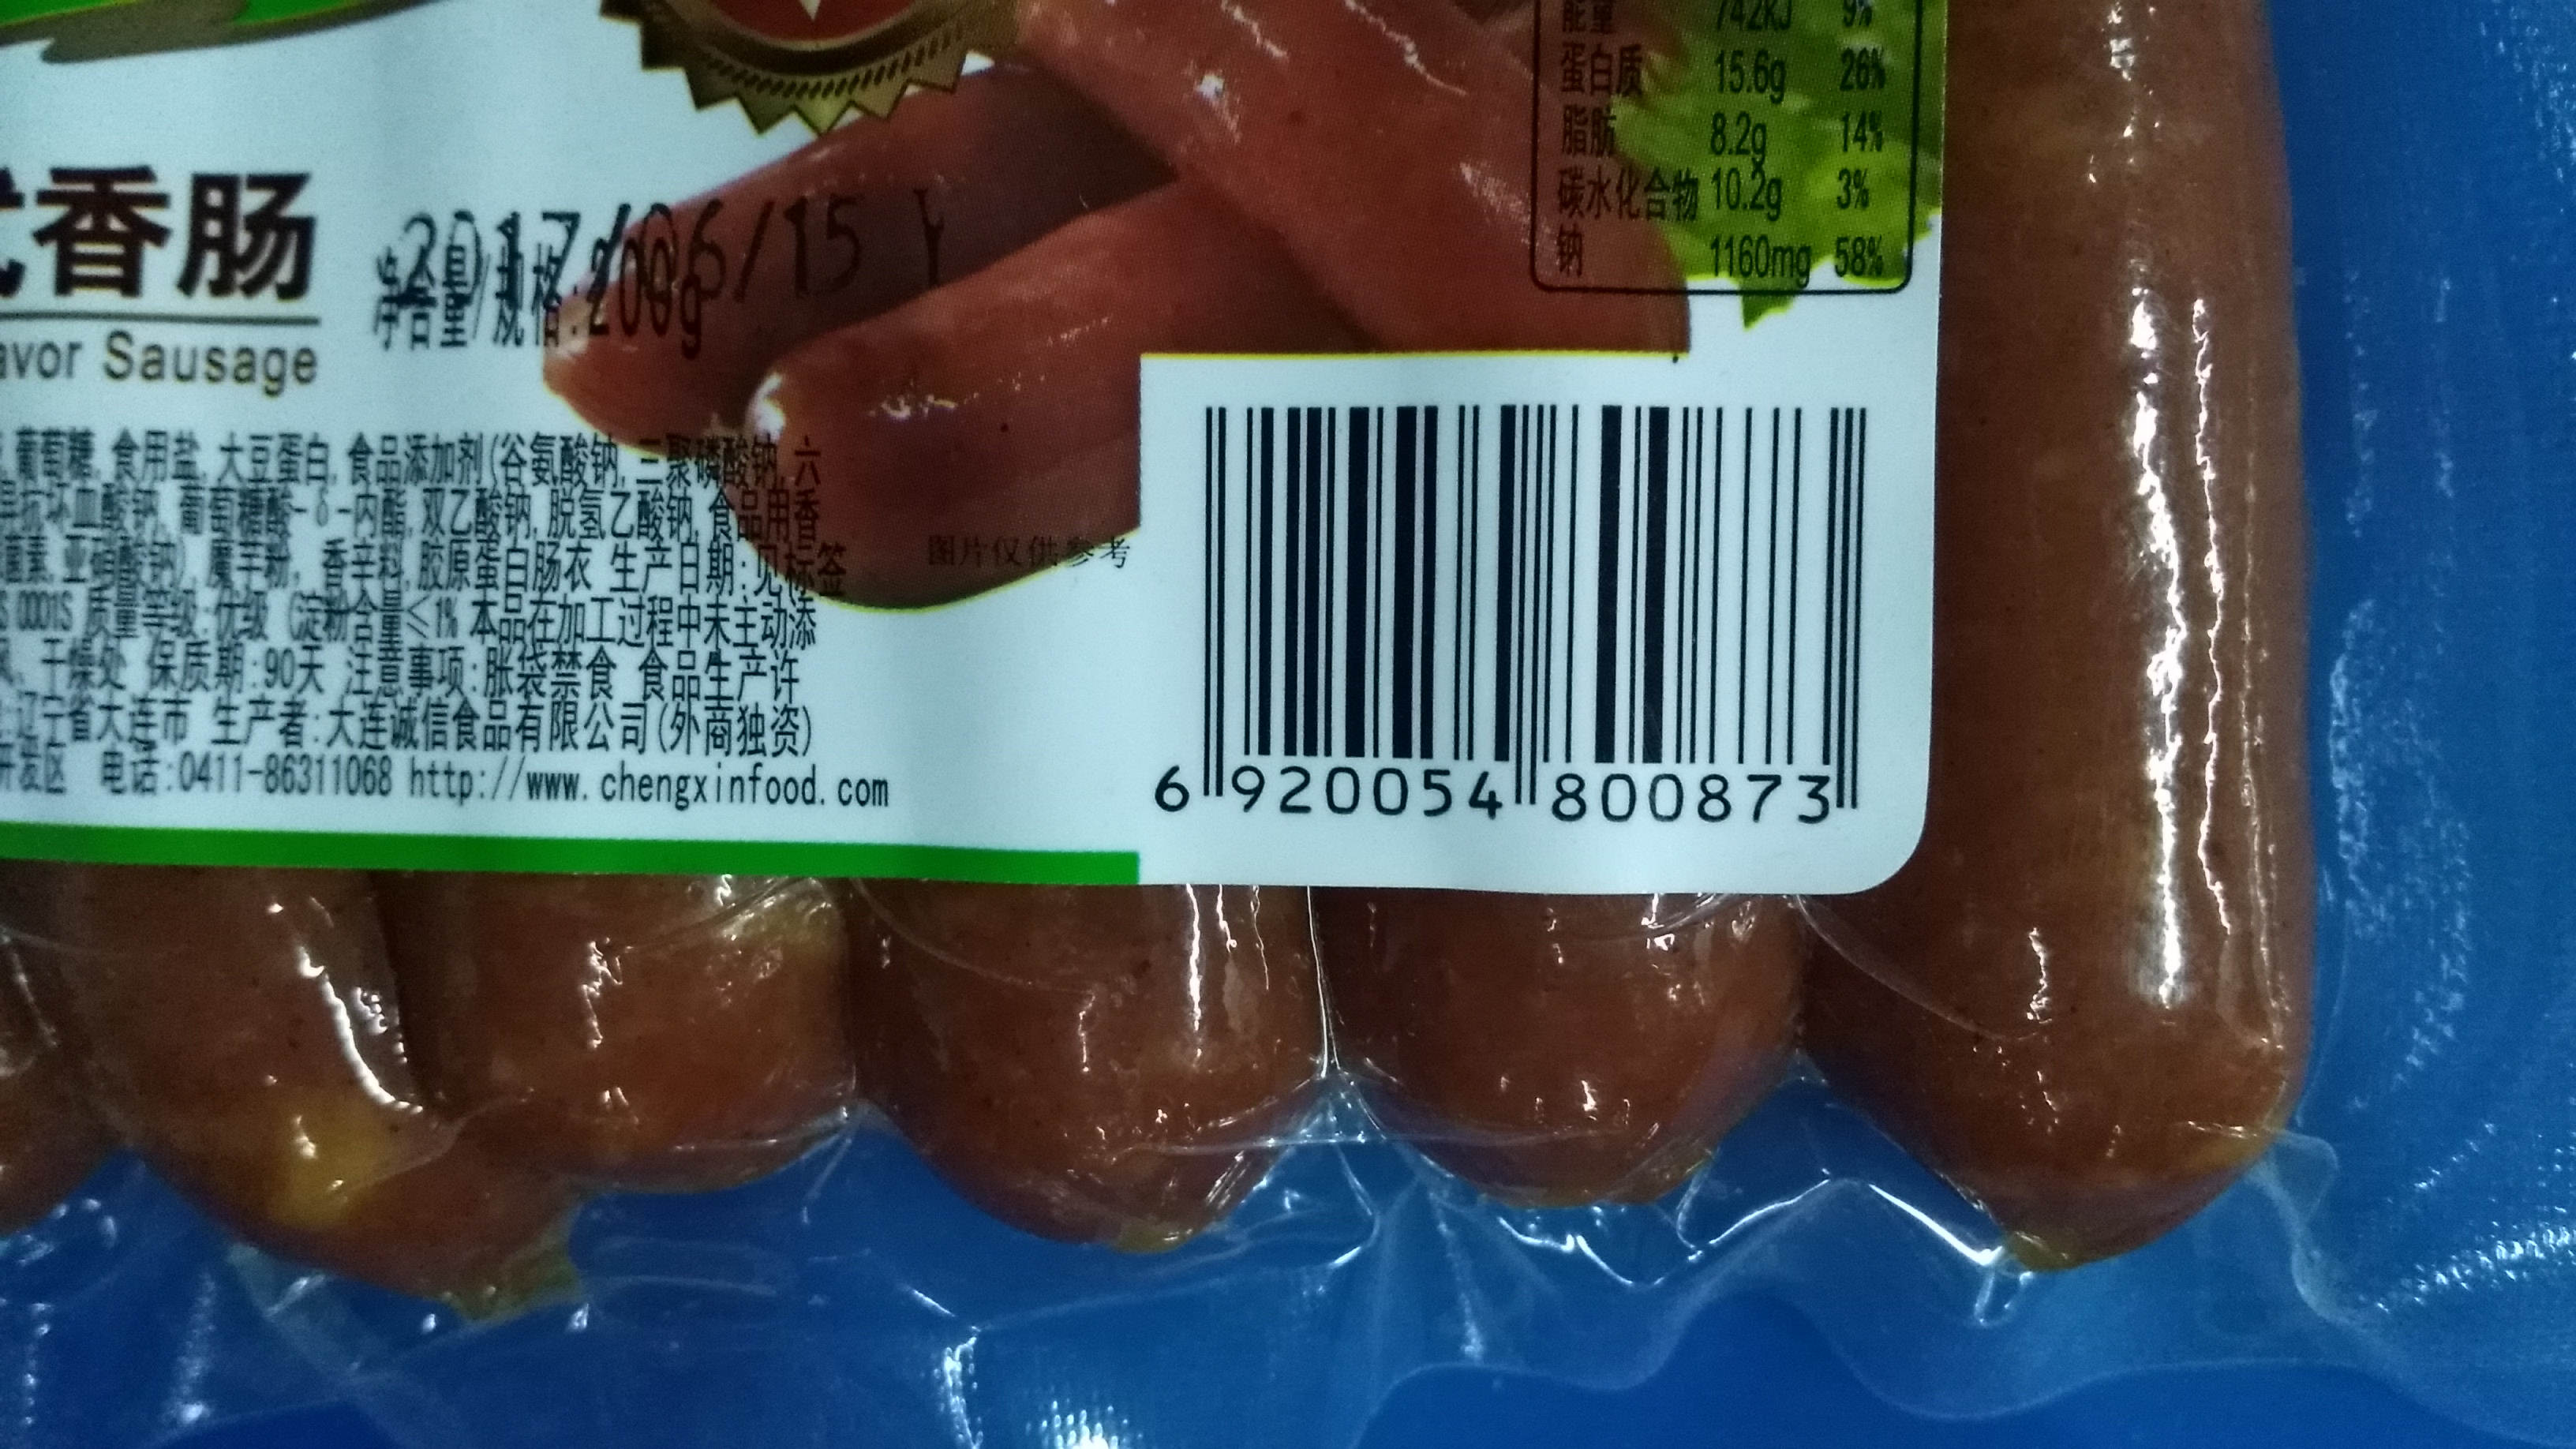 能量 742kJ 9%
蛋白质 15.6g 26%
脂肪 8.2g 14%
碳水化合物 10.2g 3%
钠 1160mg 58%
式香肠
2017/06/15 Y
净含量/规格:200g
avor Sausage
葡萄糖, 食用盐, 大豆蛋白, 食品添加剂(谷氨酸钠, 三聚磷酸钠, 六
异抗坏血酸钠, 葡萄糖酸-δ-内酯, 双乙酸钠, 脱氢乙酸钠, 食品用香
亚硝酸钠), 魔芋粉, 香辛料, 胶原蛋白肠衣 生产日期:见标签
图片仅供参考
S 0001S 质量等级:优级 (淀粉含量≤1% 本品在加工过程中未主动添
干燥处 保质期:90天 注意事项:胀袋禁食 食品生产许
:辽宁省大连市 生产者:大连诚信食品有限公司(外商独资)
开发区 电话:0411-86311068 http://www.chengxinfood.com
6 920054 800873